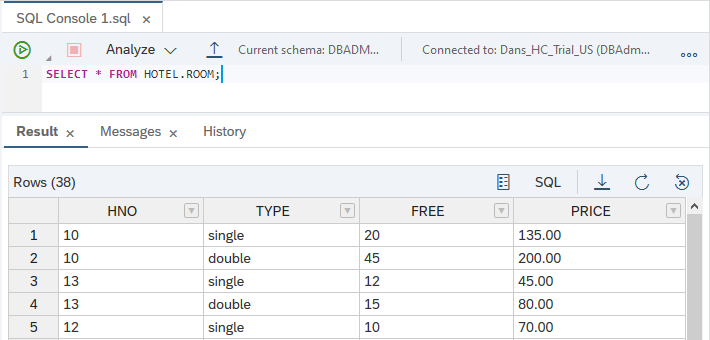 SQL Console 1.sql ×
Analyze Current schema: DBADM... Connected to: Dans_HC_Trial_US (DBAdm...
1 SELECT * FROM HOTEL.ROOM;
Result × Messages × History
Rows (38) SQL
HNO TYPE FREE PRICE
1 10 single 20 135.00
2 10 double 45 200.00
3 13 single 12 45.00
4 13 double 15 80.00
5 12 single 10 70.00